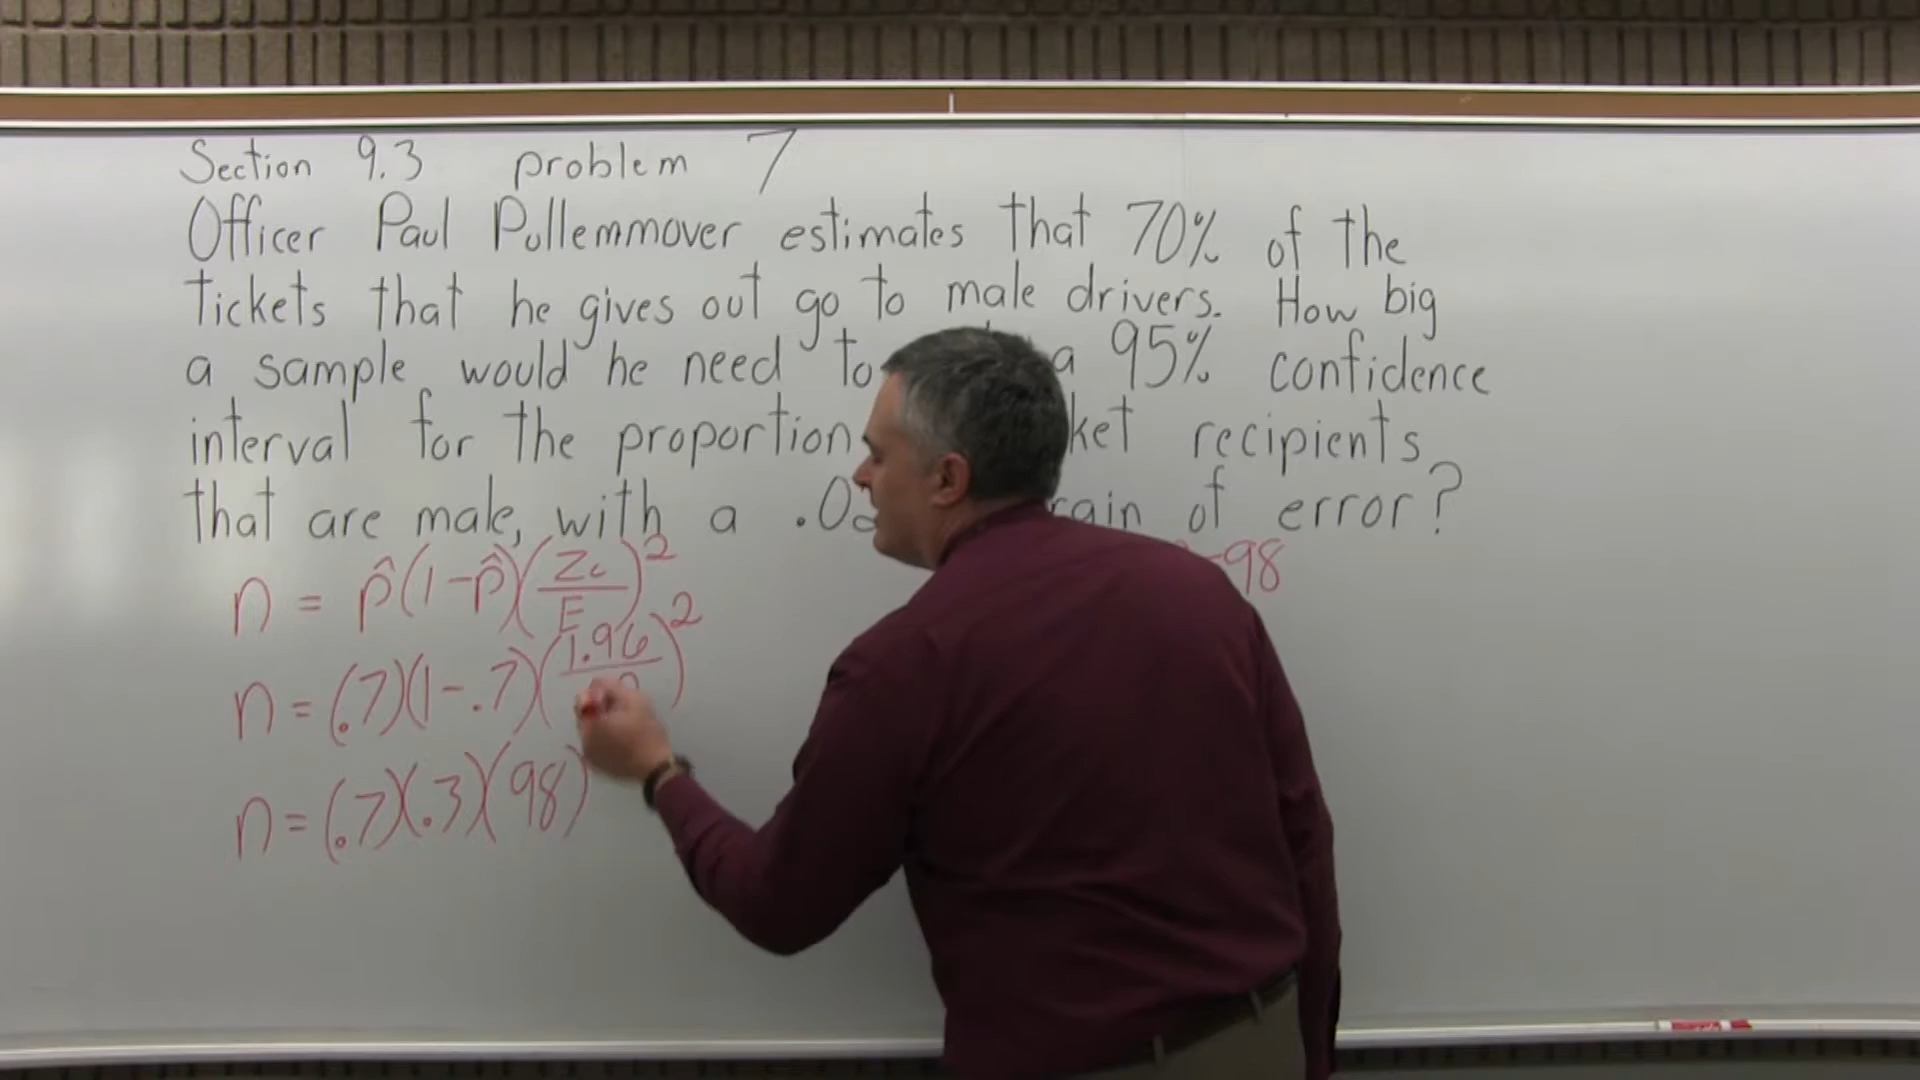 Section 9.3 problem 7
Officer Paul Pullemmover estimates that 70% of the
tickets that he gives out go to male drivers. How big
a sample would he need to a 95% confidence
interval for the proportion recipients
that are male, with a of error?
n = p̂(1-p̂)(Zc/E)² -98
n = (.7)(1-.7)(1.96/)²
n = (.7)(.3)(98)